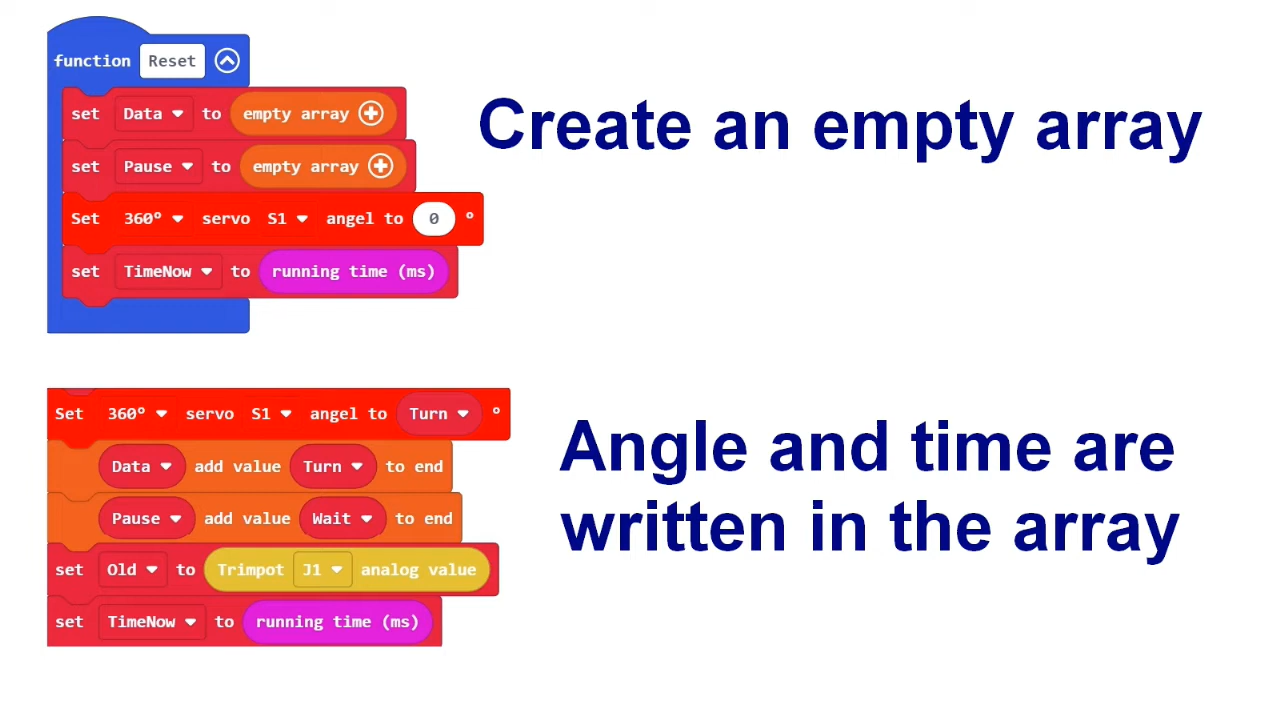 function Reset
set Data to empty array
set Pause to empty array
Set 360° servo S1 angel to 0 °
set TimeNow to running time (ms)
Create an empty array
Set 360° servo S1 angel to Turn °
Data add value Turn to end
Pause add value Wait to end
set Old to Trimpot J1 analog value
set TimeNow to running time (ms)
Angle and time are
written in the array